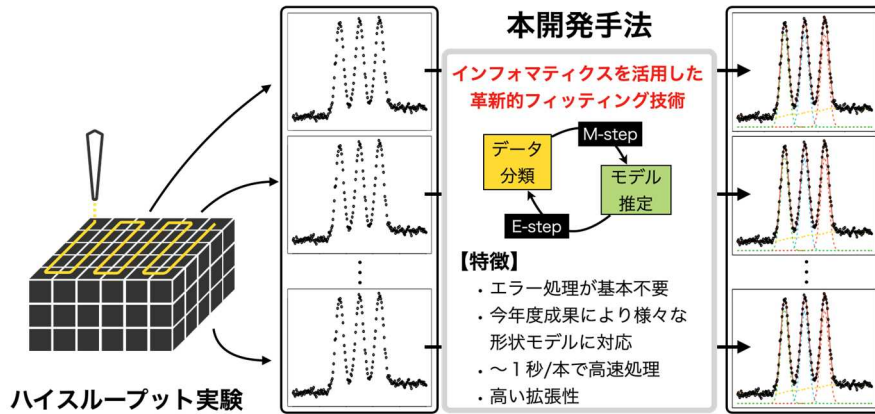 本開発手法
インフォマティクスを活用した
革新的フィッティング技術
M-step
データ
分類
モデル
推定
E-step
【特徴】
・エラー処理が基本不要
・今年度成果により様々な
形状モデルに対応
・〜1秒/本で高速処理
・高い拡張性
ハイスループット実験